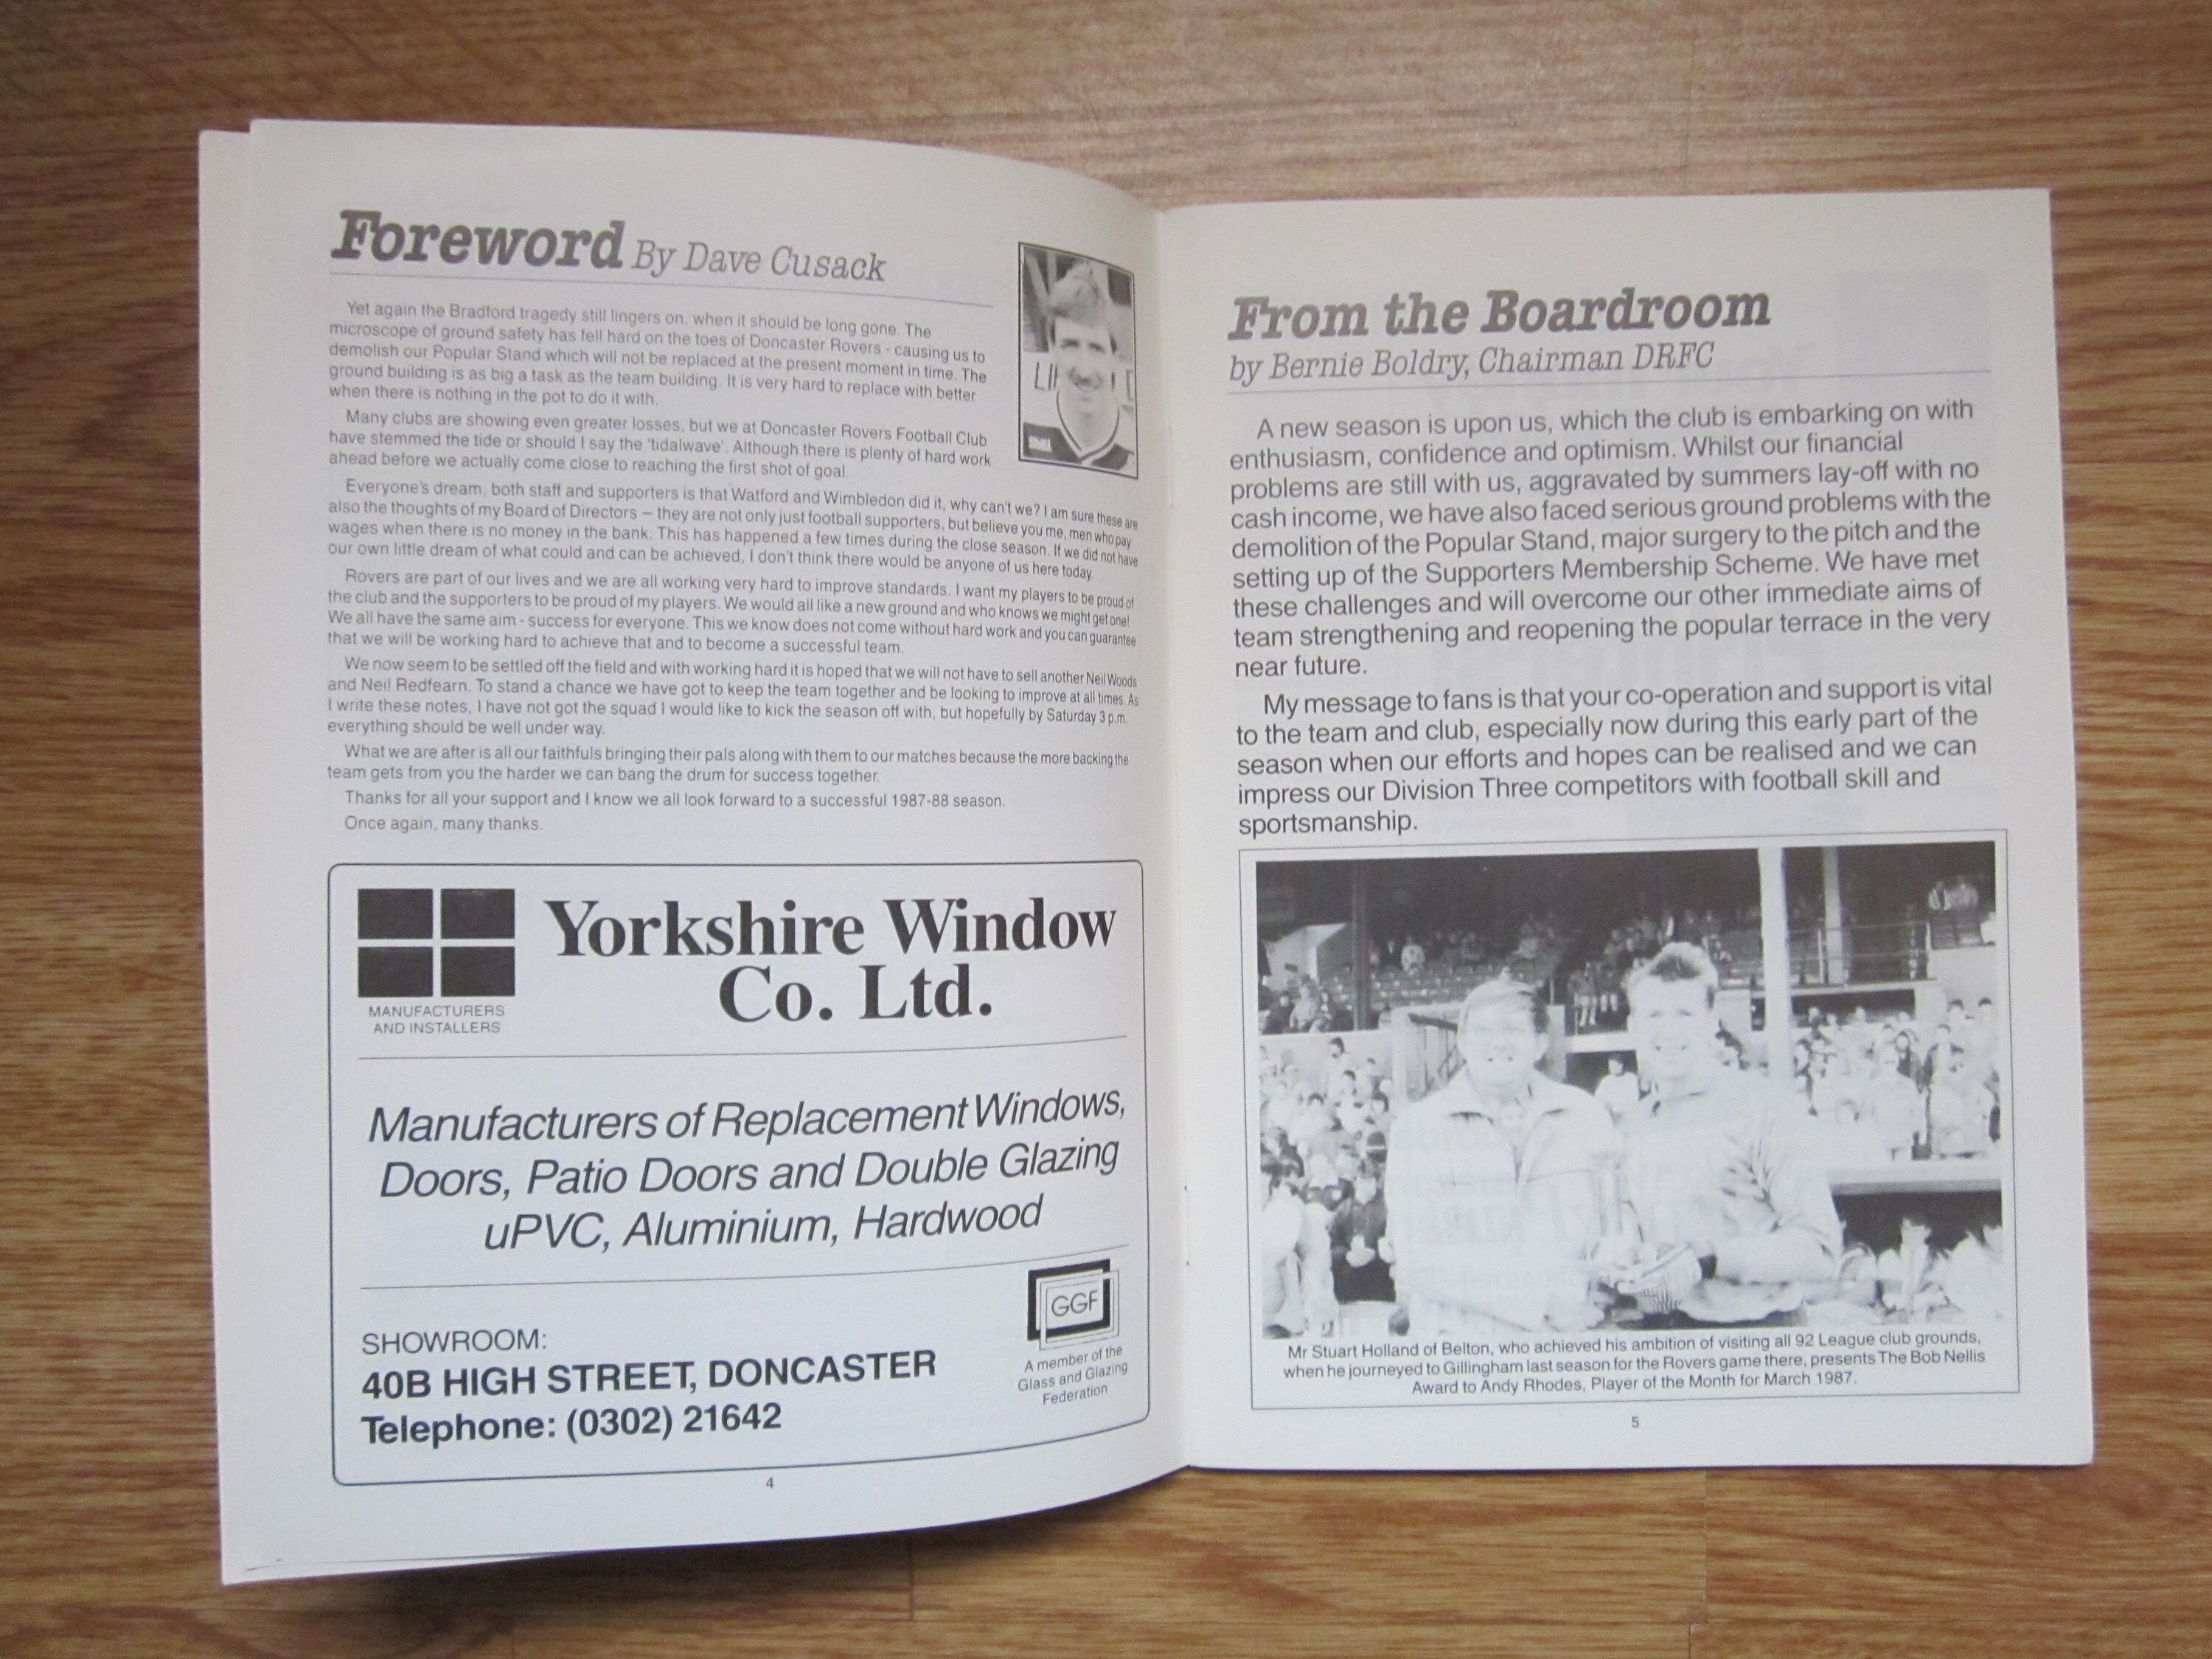 Foreword By Dave Cusack
Yet again the Bradford tragedy still lingers on, when it should be long gone. The
microscope of ground safety has fell hard on the toes of Doncaster Rovers - causing us to
demolish our Popular Stand which will not be replaced at the present moment in time. The
ground building is as big a task as the team building. It is very hard to replace with better
when there is nothing in the pot to do it with.
Many clubs are showing even greater losses, but we at Doncaster Rovers Football Club
have stemmed the tide or should I say the 'tidalwave'. Although there is plenty of hard work
ahead before we actually come close to reaching the first shot of goal.
Everyone's dream, both staff and supporters is that Watford and Wimbledon did it, why can't we? I am sure these are
also the thoughts of my Board of Directors — they are not only just football supporters, but believe you me, men who pay
wages when there is no money in the bank. This has happened a few times during the close season. If we did not have
our own little dream of what could and can be achieved, I don't think there would be anyone of us here today.
Rovers are part of our lives and we are all working very hard to improve standards. I want my players to be proud of
the club and the supporters to be proud of my players. We would all like a new ground and who knows we might get one!
We all have the same aim - success for everyone. This we know does not come without hard work and you can guarantee
that we will be working hard to achieve that and to become a successful team.
We now seem to be settled off the field and with working hard it is hoped that we will not have to sell another Neil Woods
and Neil Redfearn. To stand a chance we have got to keep the team together and be looking to improve at all times. As
I write these notes, I have not got the squad I would like to kick the season off with, but hopefully by Saturday 3 p.m.
everything should be well under way.
What we are after is all our faithfuls bringing their pals along with them to our matches because the more backing the
team gets from you the harder we can bang the drum for success together.
Thanks for all your support and I know we all look forward to a successful 1987-88 season.
Once again, many thanks.
Yorkshire Window
Co. Ltd.
MANUFACTURERS
AND INSTALLERS
Manufacturers of Replacement Windows,
Doors, Patio Doors and Double Glazing
uPVC, Aluminium, Hardwood
SHOWROOM:
40B HIGH STREET, DONCASTER
Telephone: (0302) 21642
GGF
A member of the
Glass and Glazing
Federation
4
From the Boardroom
by Bernie Boldry, Chairman DRFC
A new season is upon us, which the club is embarking on with
enthusiasm, confidence and optimism. Whilst our financial
problems are still with us, aggravated by summers lay-off with no
cash income, we have also faced serious ground problems with the
demolition of the Popular Stand, major surgery to the pitch and the
setting up of the Supporters Membership Scheme. We have met
these challenges and will overcome our other immediate aims of
team strengthening and reopening the popular terrace in the very
near future.
My message to fans is that your co-operation and support is vital
to the team and club, especially now during this early part of the
season when our efforts and hopes can be realised and we can
impress our Division Three competitors with football skill and
sportsmanship.
Mr Stuart Holland of Belton, who achieved his ambition of visiting all 92 League club grounds,
when he journeyed to Gillingham last season for the Rovers game there, presents The Bob Nellis
Award to Andy Rhodes, Player of the Month for March 1987.
5